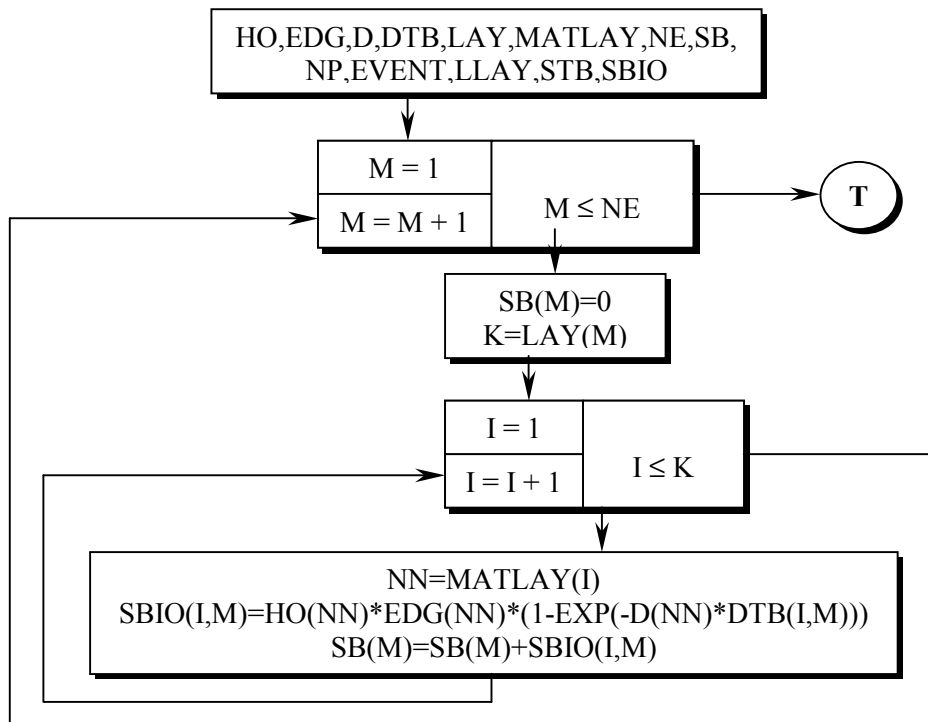 HO,EDG,D,DTB,LAY,MATLAY,NE,SB,
NP,EVENT,LLAY,STB,SBIO
M = 1
M = M + 1
M ≤ NE
T
SB(M)=0
K=LAY(M)
I = 1
I = I + 1
I ≤ K
NN=MATLAY(I)
SBIO(I,M)=HO(NN)*EDG(NN)*(1-EXP(-D(NN)*DTB(I,M)))
SB(M)=SB(M)+SBIO(I,M)